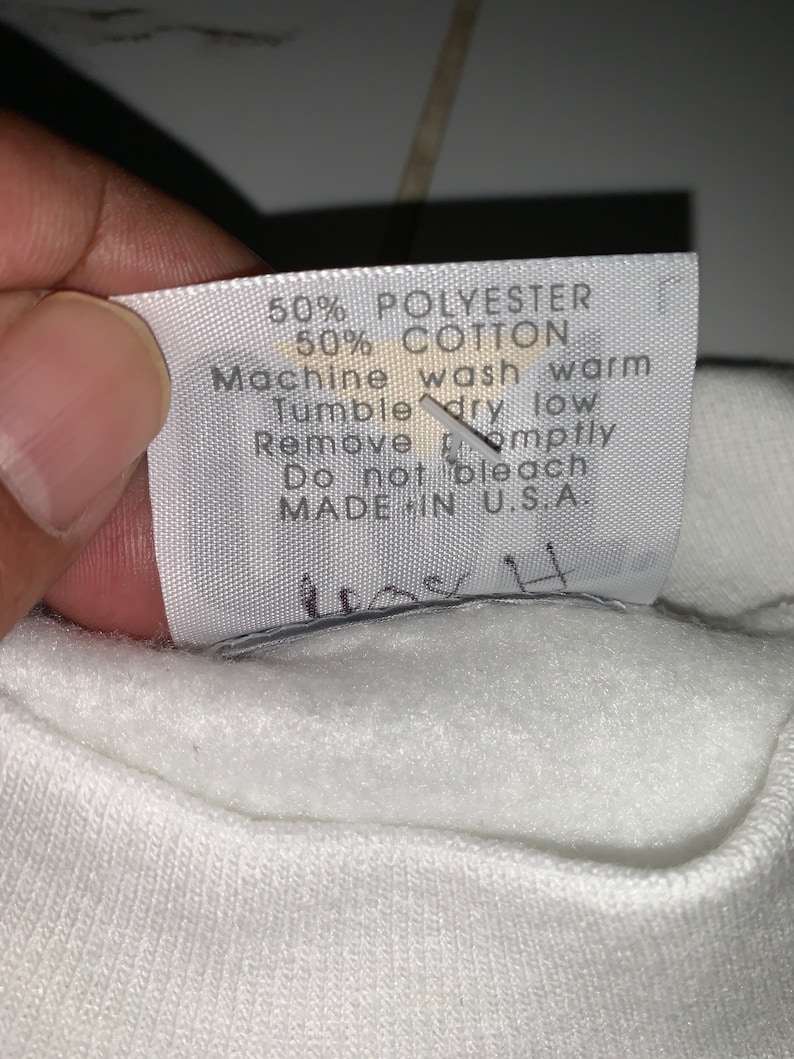 50% POLYESTER
50% COTTON
Machine wash warm
Tumble dry low
Remove promptly
Do not bleach
MADE IN U.S.A.